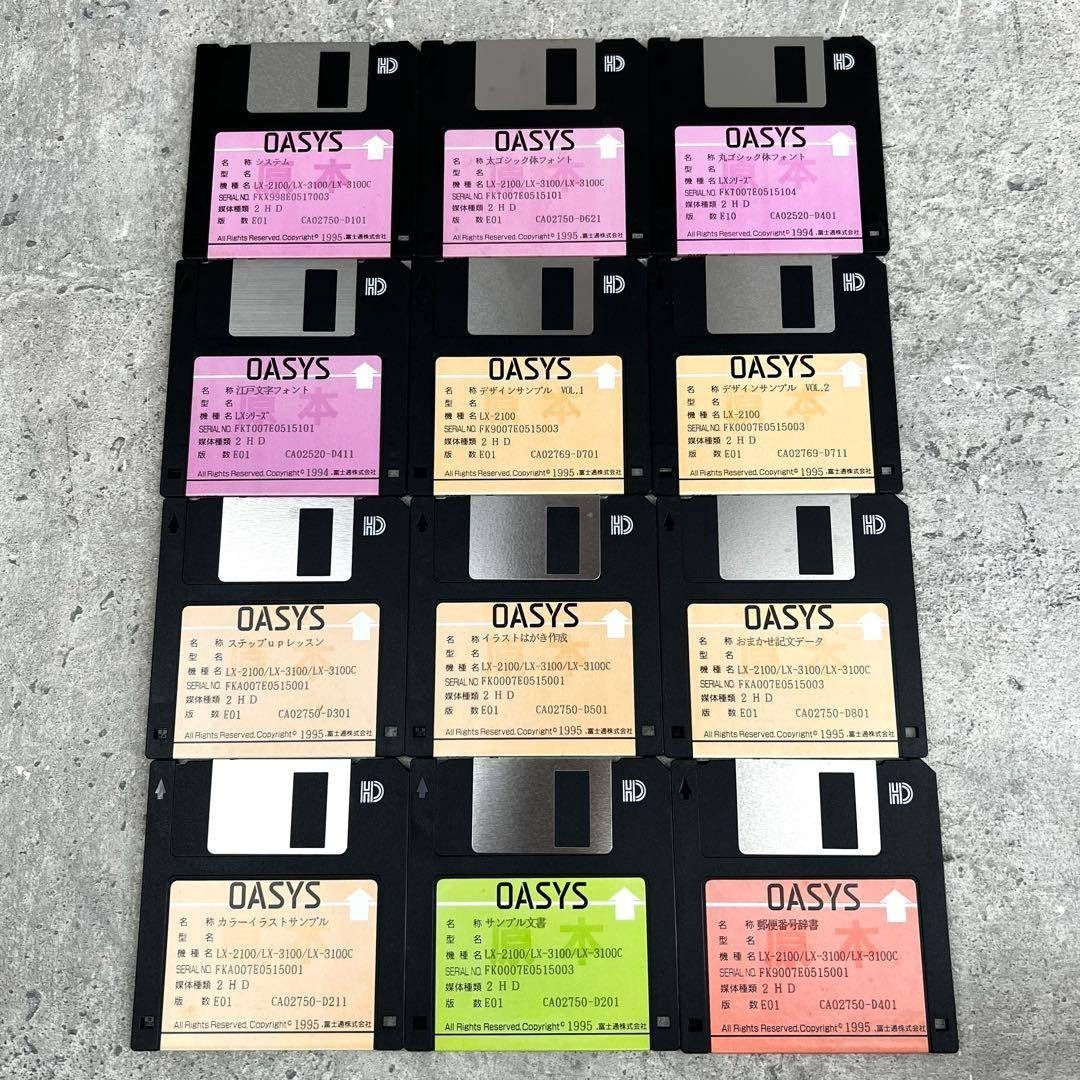 HD
OASYS
原本
名 称 システム
型 名
機 種 名 LX-2100/LX-3100/LX-3100C
SERIAL NO. FKX998E0517003
媒体種類 2HD
版 数 E01 CA02750-D101
All Rights Reserved, Copyright© 1995, 富士通株式会社
HD
OASYS
原本
名 称 太ゴシック体フォント
型 名
機 種 名 LX-2100/LX-3100/LX-3100C
SERIAL NO. FKT007E0515101
媒体種類 2HD
版 数 E01 CA02750-D621
All Rights Reserved, Copyright© 1995, 富士通株式会社
HD
OASYS
原本
名 称 丸ゴシック体フォント
型 名
機 種 名 LXシリーズ
SERIAL NO. FKT007E0515104
媒体種類 2HD
版 数 E10 CA02520-D401
All Rights Reserved, Copyright© 1994, 富士通株式会社
HD
OASYS
原本
名 称 江戸文字フォント
型 名
機 種 名 LXシリーズ
SERIAL NO. FKT007E0515101
媒体種類 2HD
版 数 E01 CA02520-D411
All Rights Reserved, Copyright© 1994, 富士通株式会社
HD
OASYS
原本
名 称 デザインサンプル VOL.1
型 名
機 種 名 LX-2100
SERIAL NO. FK9007E0515003
媒体種類 2HD
版 数 E01 CA02769-D701
All Rights Reserved, Copyright© 1995, 富士通株式会社
HD
OASYS
原本
名 称 デザインサンプル VOL.2
型 名
機 種 名 LX-2100
SERIAL NO. FK0007E0515003
媒体種類 2HD
版 数 E01 CA02769-D711
All Rights Reserved, Copyright© 1995, 富士通株式会社
HD
OASYS
原本
名 称 ステップupレッスン
型 名
機 種 名 LX-2100/LX-3100/LX-3100C
SERIAL NO. FKA007E0515001
媒体種類 2HD
版 数 E01 CA02750-D301
All Rights Reserved, Copyright© 1995, 富士通株式会社
HD
OASYS
原本
名 称 イラストはがき作成
型 名
機 種 名 LX-2100/LX-3100/LX-3100C
SERIAL NO. FK0007E0515001
媒体種類 2HD
版 数 E01 CA02750-D501
All Rights Reserved, Copyright© 1995, 富士通株式会社
HD
OASYS
原本
名 称 おまかせ記文データ
型 名
機 種 名 LX-2100/LX-3100/LX-3100C
SERIAL NO. FKA007E0515003
媒体種類 2HD
版 数 E01 CA02750-D801
All Rights Reserved, Copyright© 1995, 富士通株式会社
HD
OASYS
原本
名 称 カラーイラストサンプル
型 名
機 種 名 LX-2100/LX-3100/LX-3100C
SERIAL NO. FKA007E0515001
媒体種類 2HD
版 数 E01 CA02750-D211
All Rights Reserved, Copyright© 1995, 富士通株式会社
HD
OASYS
原本
名 称 サンプル文書
型 名
機 種 名 LX-2100/LX-3100/LX-3100C
SERIAL NO. FK0007E0515003
媒体種類 2HD
版 数 E01 CA02750-D201
All Rights Reserved, Copyright© 1995, 富士通株式会社
HD
OASYS
原本
名 称 郵便番号辞書
型 名
機 種 名 LX-2100/LX-3100/LX-3100C
SERIAL NO. FK9007E0515001
媒体種類 2HD
版 数 E01 CA02750-D401
All Rights Reserved, Copyright© 1995, 富士通株式会社